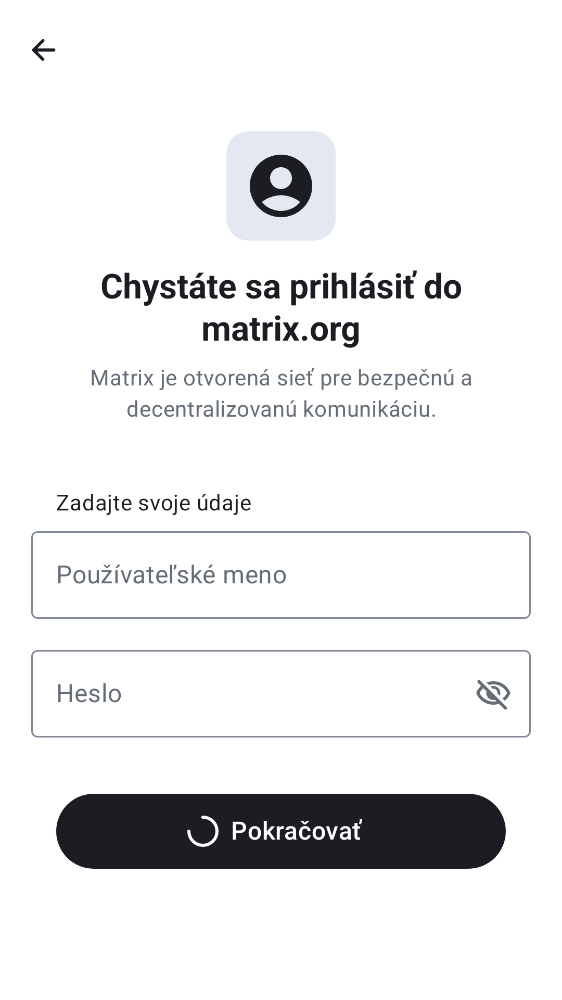 Chystáte sa prihlásiť do
matrix.org
Matrix je otvorená sieť pre bezpečnú a
decentralizovanú komunikáciu.
Zadajte svoje údaje
Používateľské meno
Heslo
Pokračovať